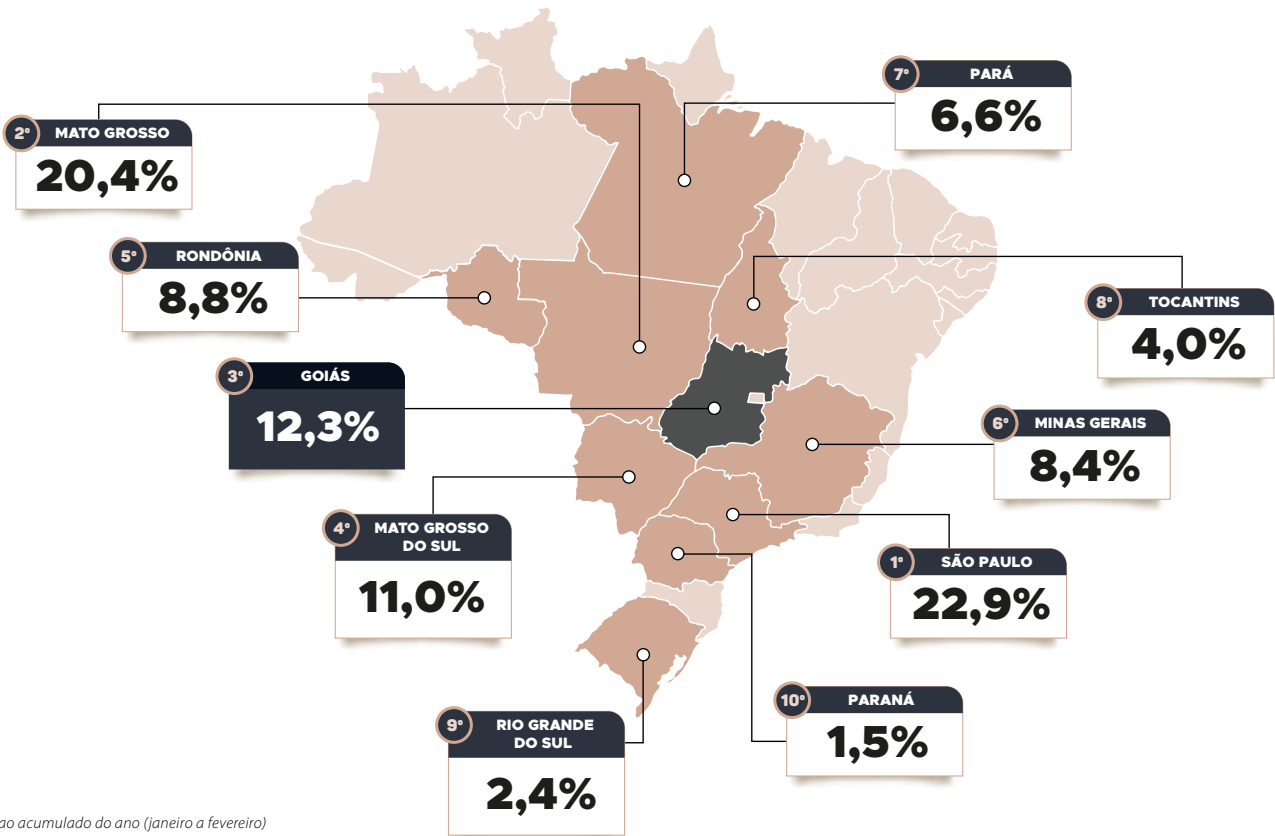 7º PARÁ
6,6%
2º MATO GROSSO
20,4%
5º RONDÔNIA
8,8%
8º TOCANTINS
4,0%
3º GOIÁS
12,3%
6º MINAS GERAIS
8,4%
4º MATO GROSSO
DO SUL
11,0%
1º SÃO PAULO
22,9%
10º PARANÁ
1,5%
9º RIO GRANDE
DO SUL
2,4%
ao acumulado do ano (janeiro a fevereiro)